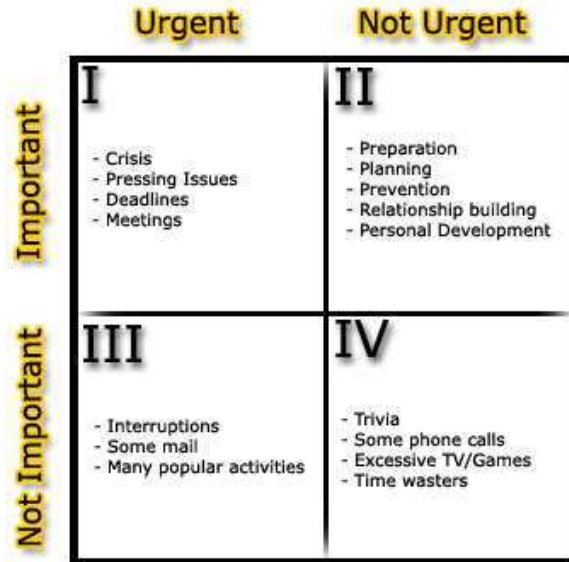 Urgent
Not Urgent
Important
I
- Crisis
- Pressing Issues
- Deadlines
- Meetings
II
- Preparation
- Planning
- Prevention
- Relationship building
- Personal Development
Not Important
III
- Interruptions
- Some mail
- Many popular activities
IV
- Trivia
- Some phone calls
- Excessive TV/Games
- Time wasters